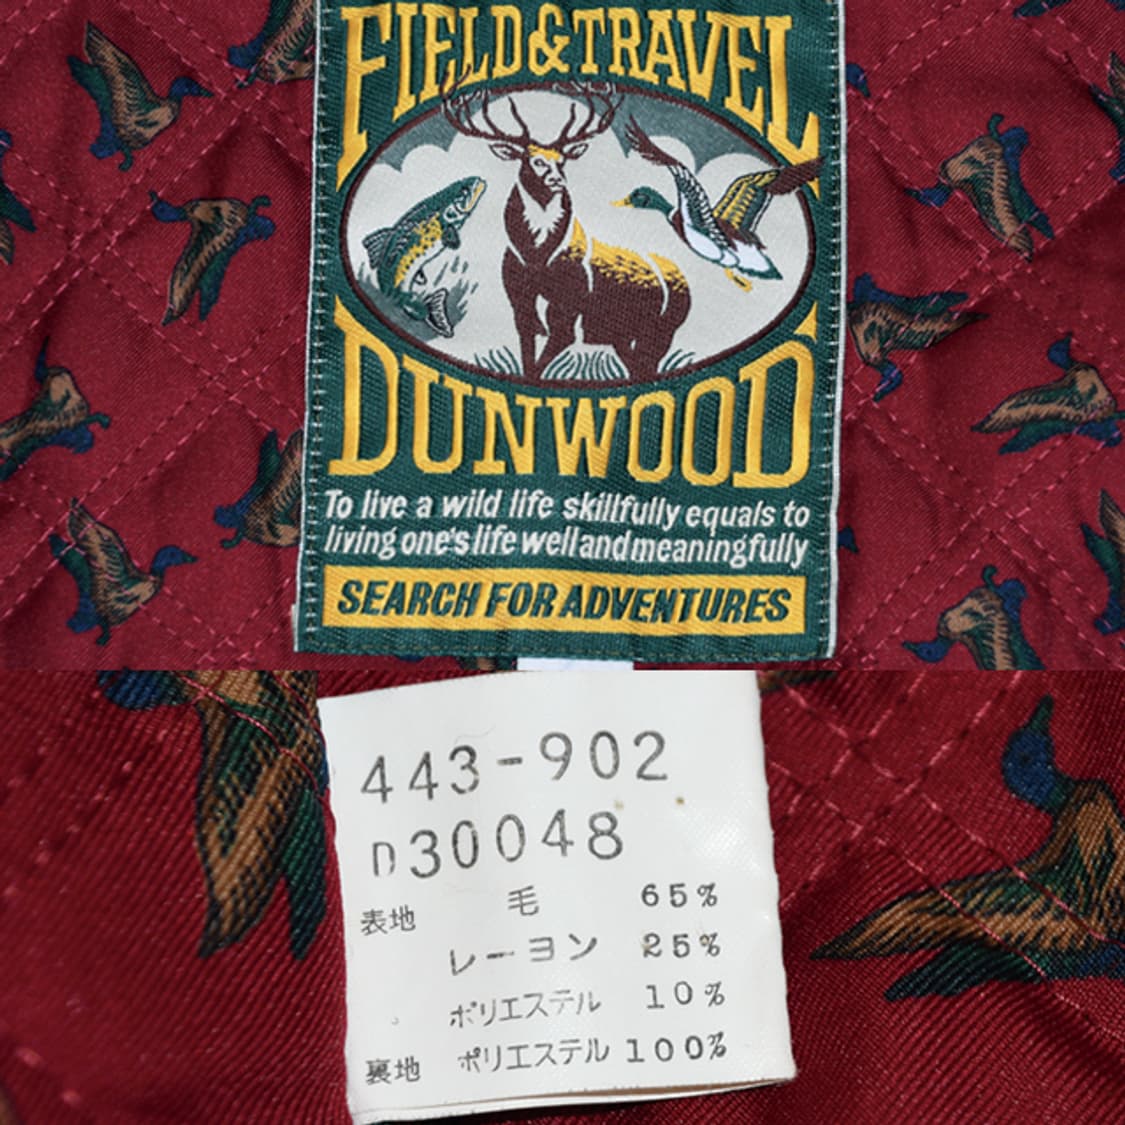 FIELD&TRAVEL
DUNWOOD
To live a wild life skillfully equals to
living one's life well and meaningfully
SEARCH FOR ADVENTURES
443-902
D30048
表地 毛 65%
レーヨン 25%
ポリエステル 10%
裏地 ポリエステル 100%